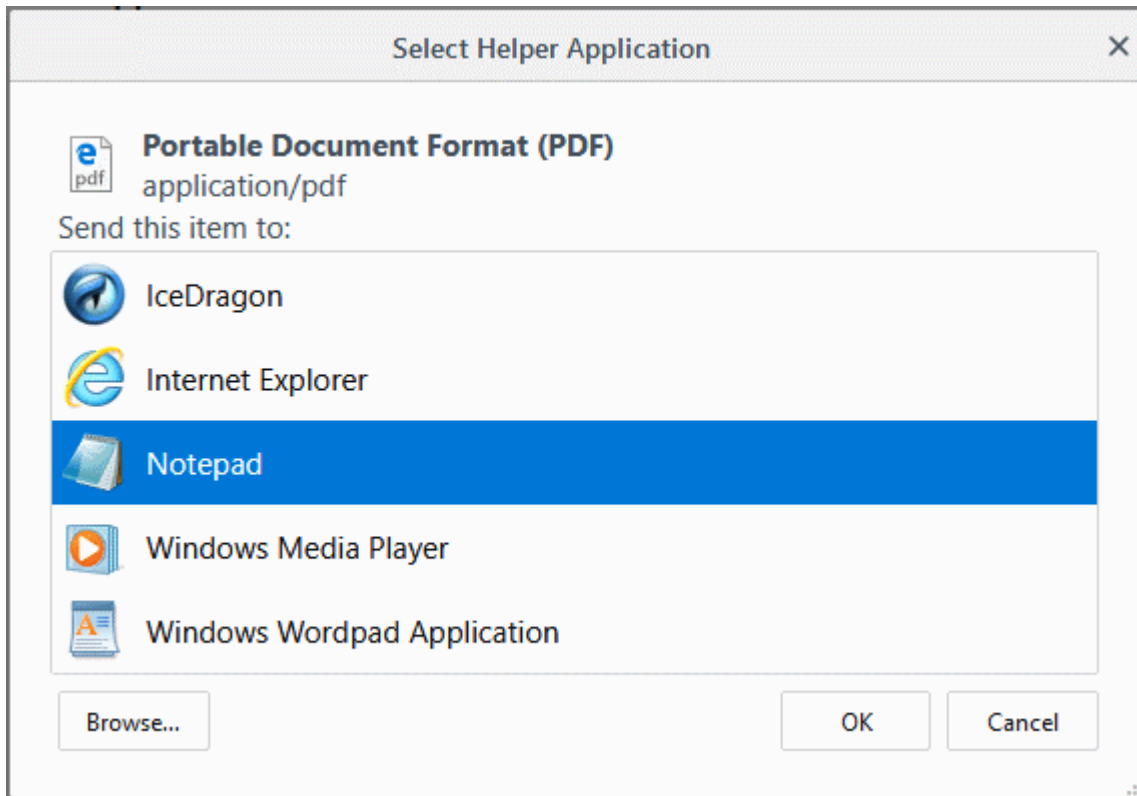 Select Helper Application
Portable Document Format (PDF)
pdf
application/pdf
Send this item to:
IceDragon
Internet Explorer
Notepad
Windows Media Player
Windows Wordpad Application
Browse...
OK
Cancel